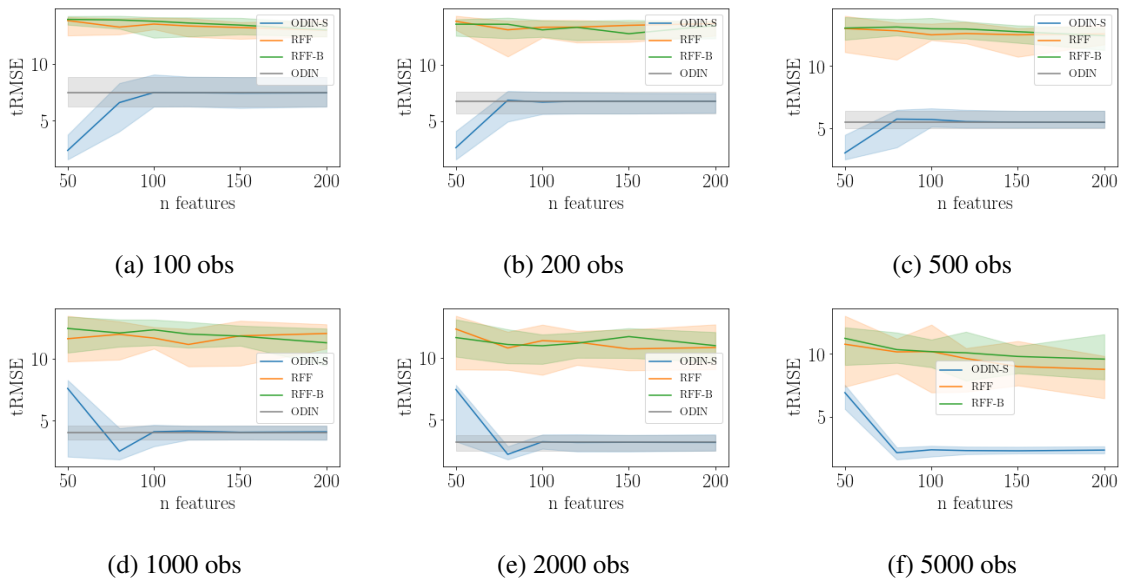 ODIN-S
RFF
RFF-B
ODIN
tRMSE
10
5
50 100 150 200
n features
(a) 100 obs
ODIN-S
RFF
RFF-B
ODIN
tRMSE
10
5
50 100 150 200
n features
(b) 200 obs
ODIN-S
RFF
RFF-B
ODIN
tRMSE
10
5
50 100 150 200
n features
(c) 500 obs
ODIN-S
RFF
RFF-B
ODIN
tRMSE
10
5
50 100 150 200
n features
(d) 1000 obs
ODIN-S
RFF
RFF-B
ODIN
tRMSE
10
5
50 100 150 200
n features
(e) 2000 obs
ODIN-S
RFF
RFF-B
tRMSE
10
5
50 100 150 200
n features
(f) 5000 obs